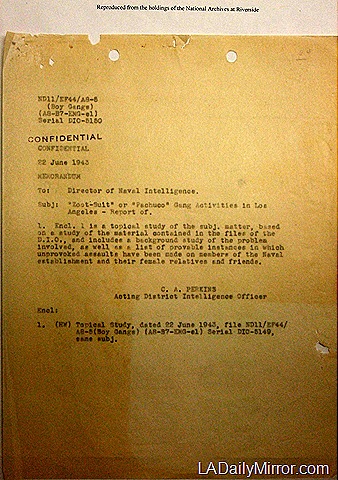 Reproduced from the holdings of the National Archives at Riverside
ND11/EF44/A8-5
(Boy Gangs)
(A8-B7-EMG-el)
Serial DIO-5150
CONFIDENTIAL
CONFIDENTIAL
22 June 1943
MEMORANDUM
To: Director of Naval Intelligence.
Subj: "Zoot-Suit" or "Pachuco" Gang Activities in Los
Angeles - Report of.
1. Encl. 1 is a topical study of the subj. matter, based
on a study of the material contained in the files of the
D.I.O., and includes a background study of the problem
involved, as well as a list of provable instances in which
unprovoked assaults have been made on members of the Naval
establishment and their female relatives and friends.
C. A. PERKINS
Acting District Intelligence Officer
Encl:
1. (HW) Topical Study, dated 22 June 1943, file ND11/EF44/
A8-5(Boy Gangs) (A8-B7-EMG-el) Serial DIO-5149,
same subj.
LADailyMirror.com